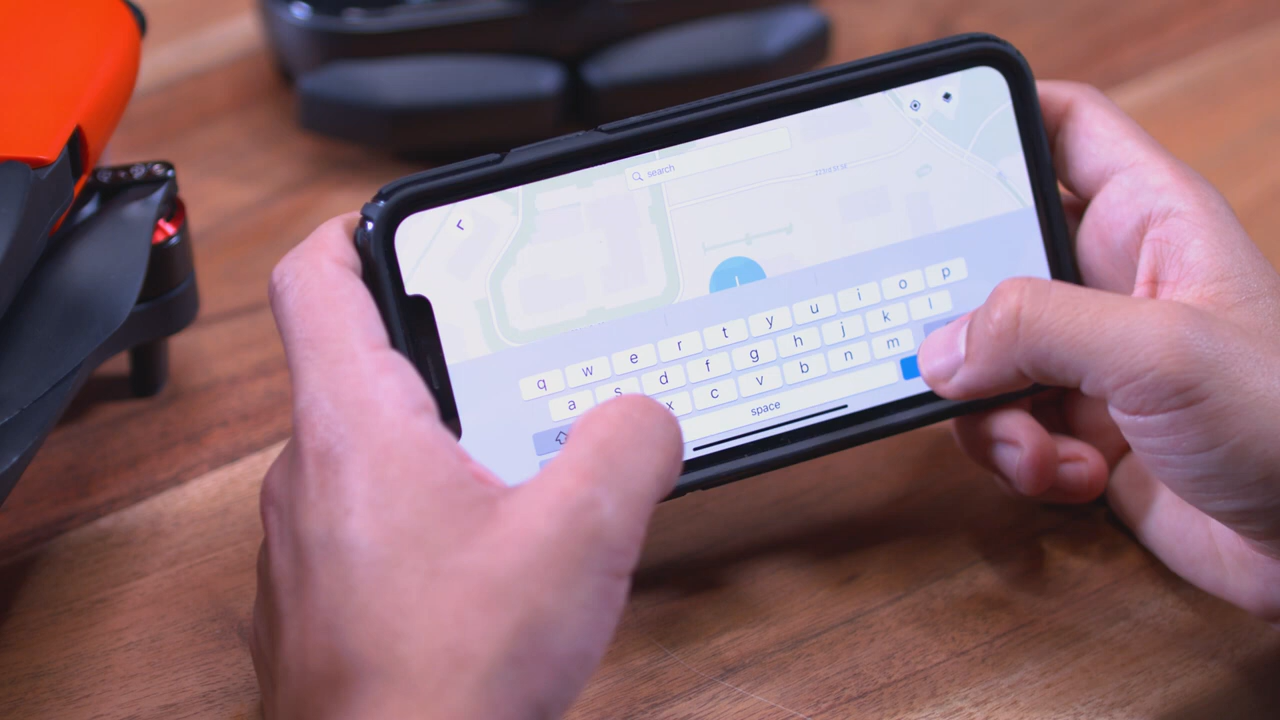 search
q w e r t y u i o p
a s d f g h j k l
x c v b n m
space